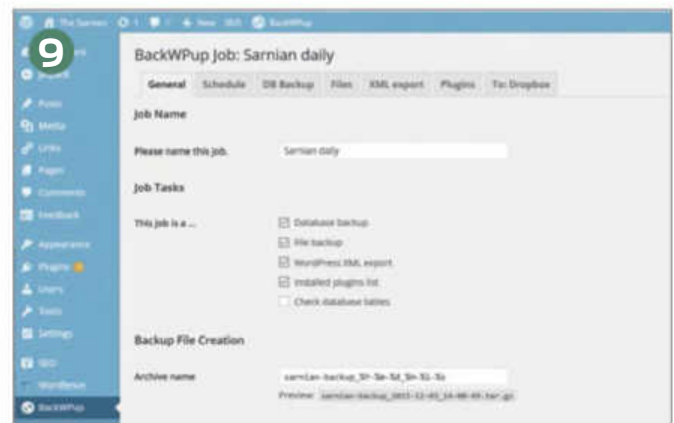 The Sarnian
New
SEO
BackWPup
9
BackWPup Job: Sarnian daily
General Schedule DB Backup Files XML export Plugins To: Dropbox
Job Name
Please name this job. Sarnian daily
Job Tasks
This job is a ... Database backup
File backup
WordPress XML export
Installed plugins list
Check database tables
Backup File Creation
Archive name
Preview:
Posts
Media
Links
Pages
Comments
Feedback
Appearance
Plugins
Users
Tools
Settings
SEO
Wordfence
BackWPup